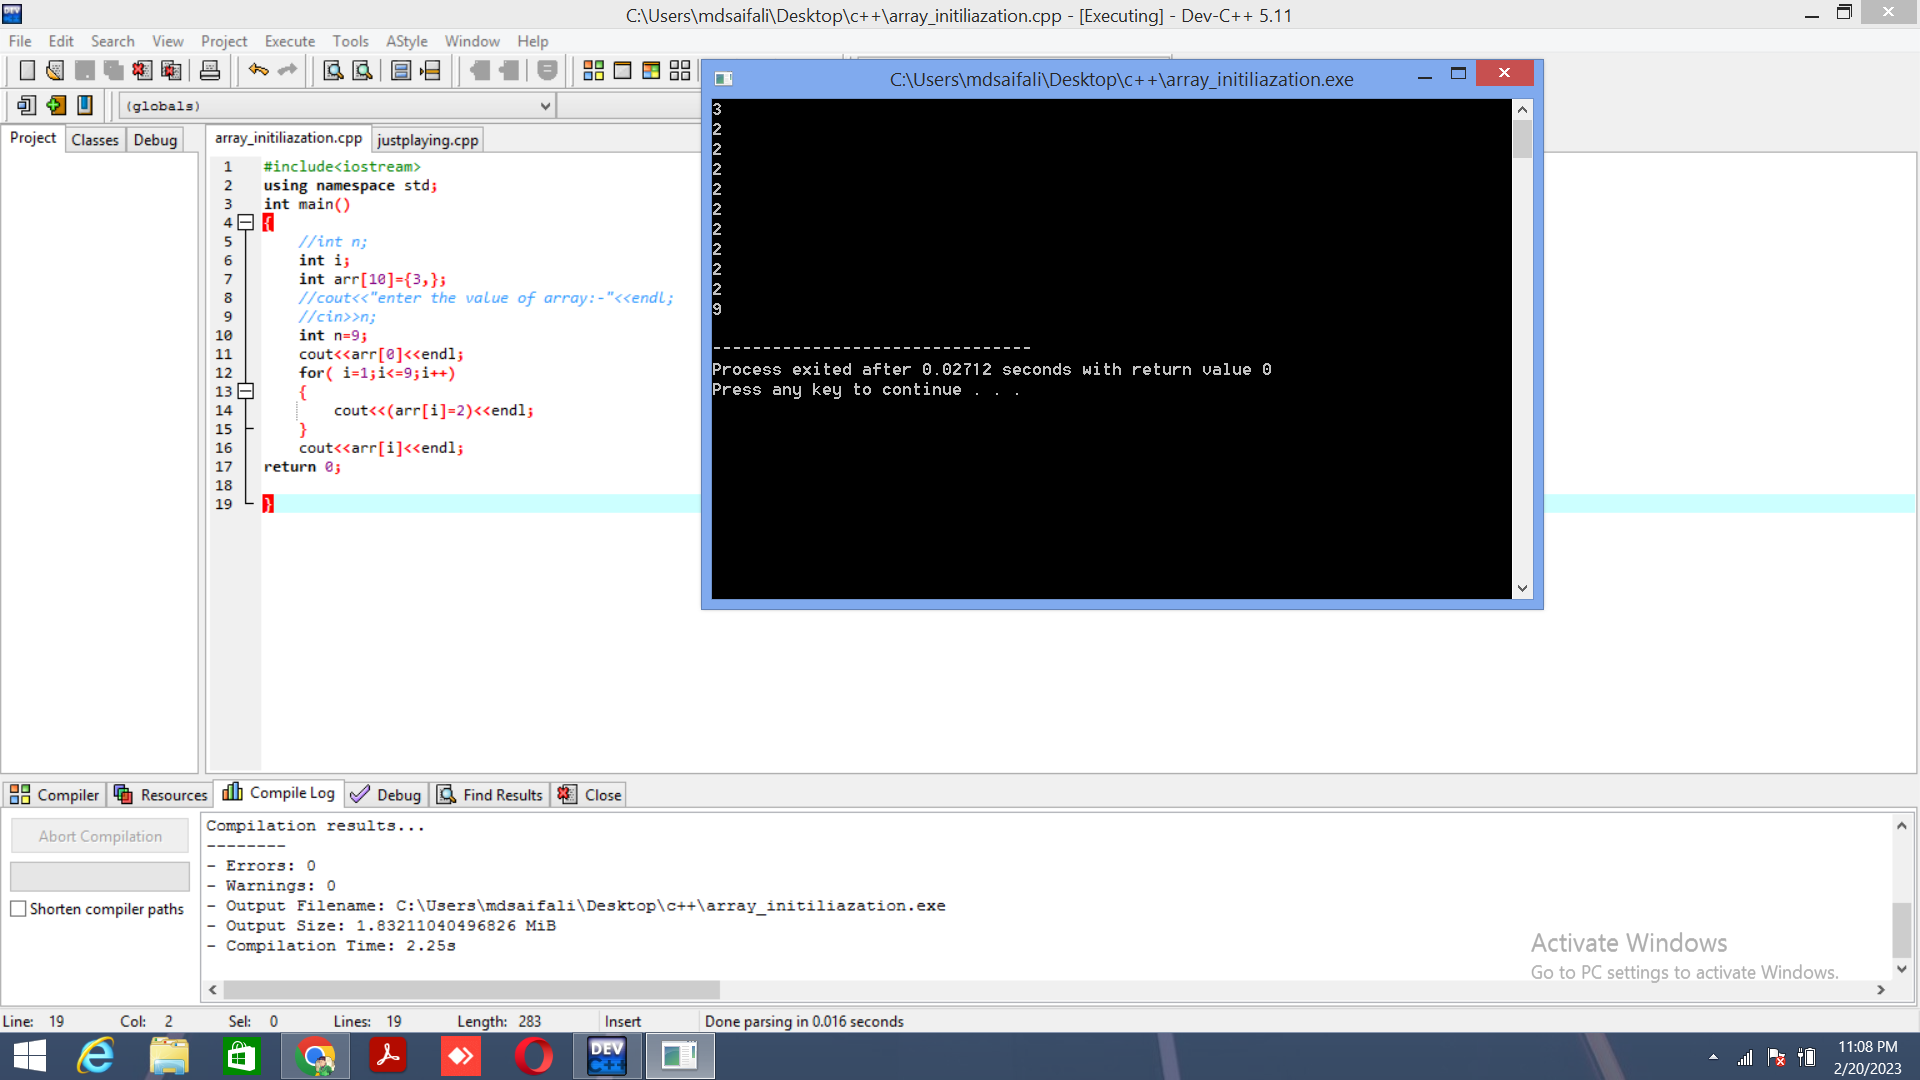 C:\Users\mdsaifali\Desktop\c++\array_initiliazation.cpp - [Executing] - Dev-C++ 5.11
File Edit Search View Project Execute Tools AStyle Window Help
(globals)
Project Classes Debug
array_initiliazation.cpp justplaying.cpp
1 #include<iostream>
2 using namespace std;
3 int main()
4 {
5 //int n;
6 int i;
7 int arr[10]={3,};
8 //cout<<"enter the value of array:-"<<endl;
9 //cin>>n;
10 int n=9;
11 cout<<arr[0]<<endl;
12 for( i=1;i<=9;i++)
13 {
14 cout<<(arr[i]=2)<<endl;
15 }
16 cout<<arr[i]<<endl;
17 return 0;
18
19 }
C:\Users\mdsaifali\Desktop\c++\array_initiliazation.exe
3
2
2
2
2
2
2
2
2
2
9
--------------------------------
Process exited after 0.02712 seconds with return value 0
Press any key to continue . . .
Compiler Resources Compile Log Debug Find Results Close
Abort Compilation
Shorten compiler paths
Compilation results...
--------
- Errors: 0
- Warnings: 0
- Output Filename: C:\Users\mdsaifali\Desktop\c++\array_initiliazation.exe
- Output Size: 1.83211040496826 MiB
- Compilation Time: 2.25s
Activate Windows
Go to PC settings to activate Windows.
Line: 19 Col: 2 Sel: 0 Lines: 19 Length: 283 Insert Done parsing in 0.016 seconds
DEV C++
11:08 PM
2/20/2023